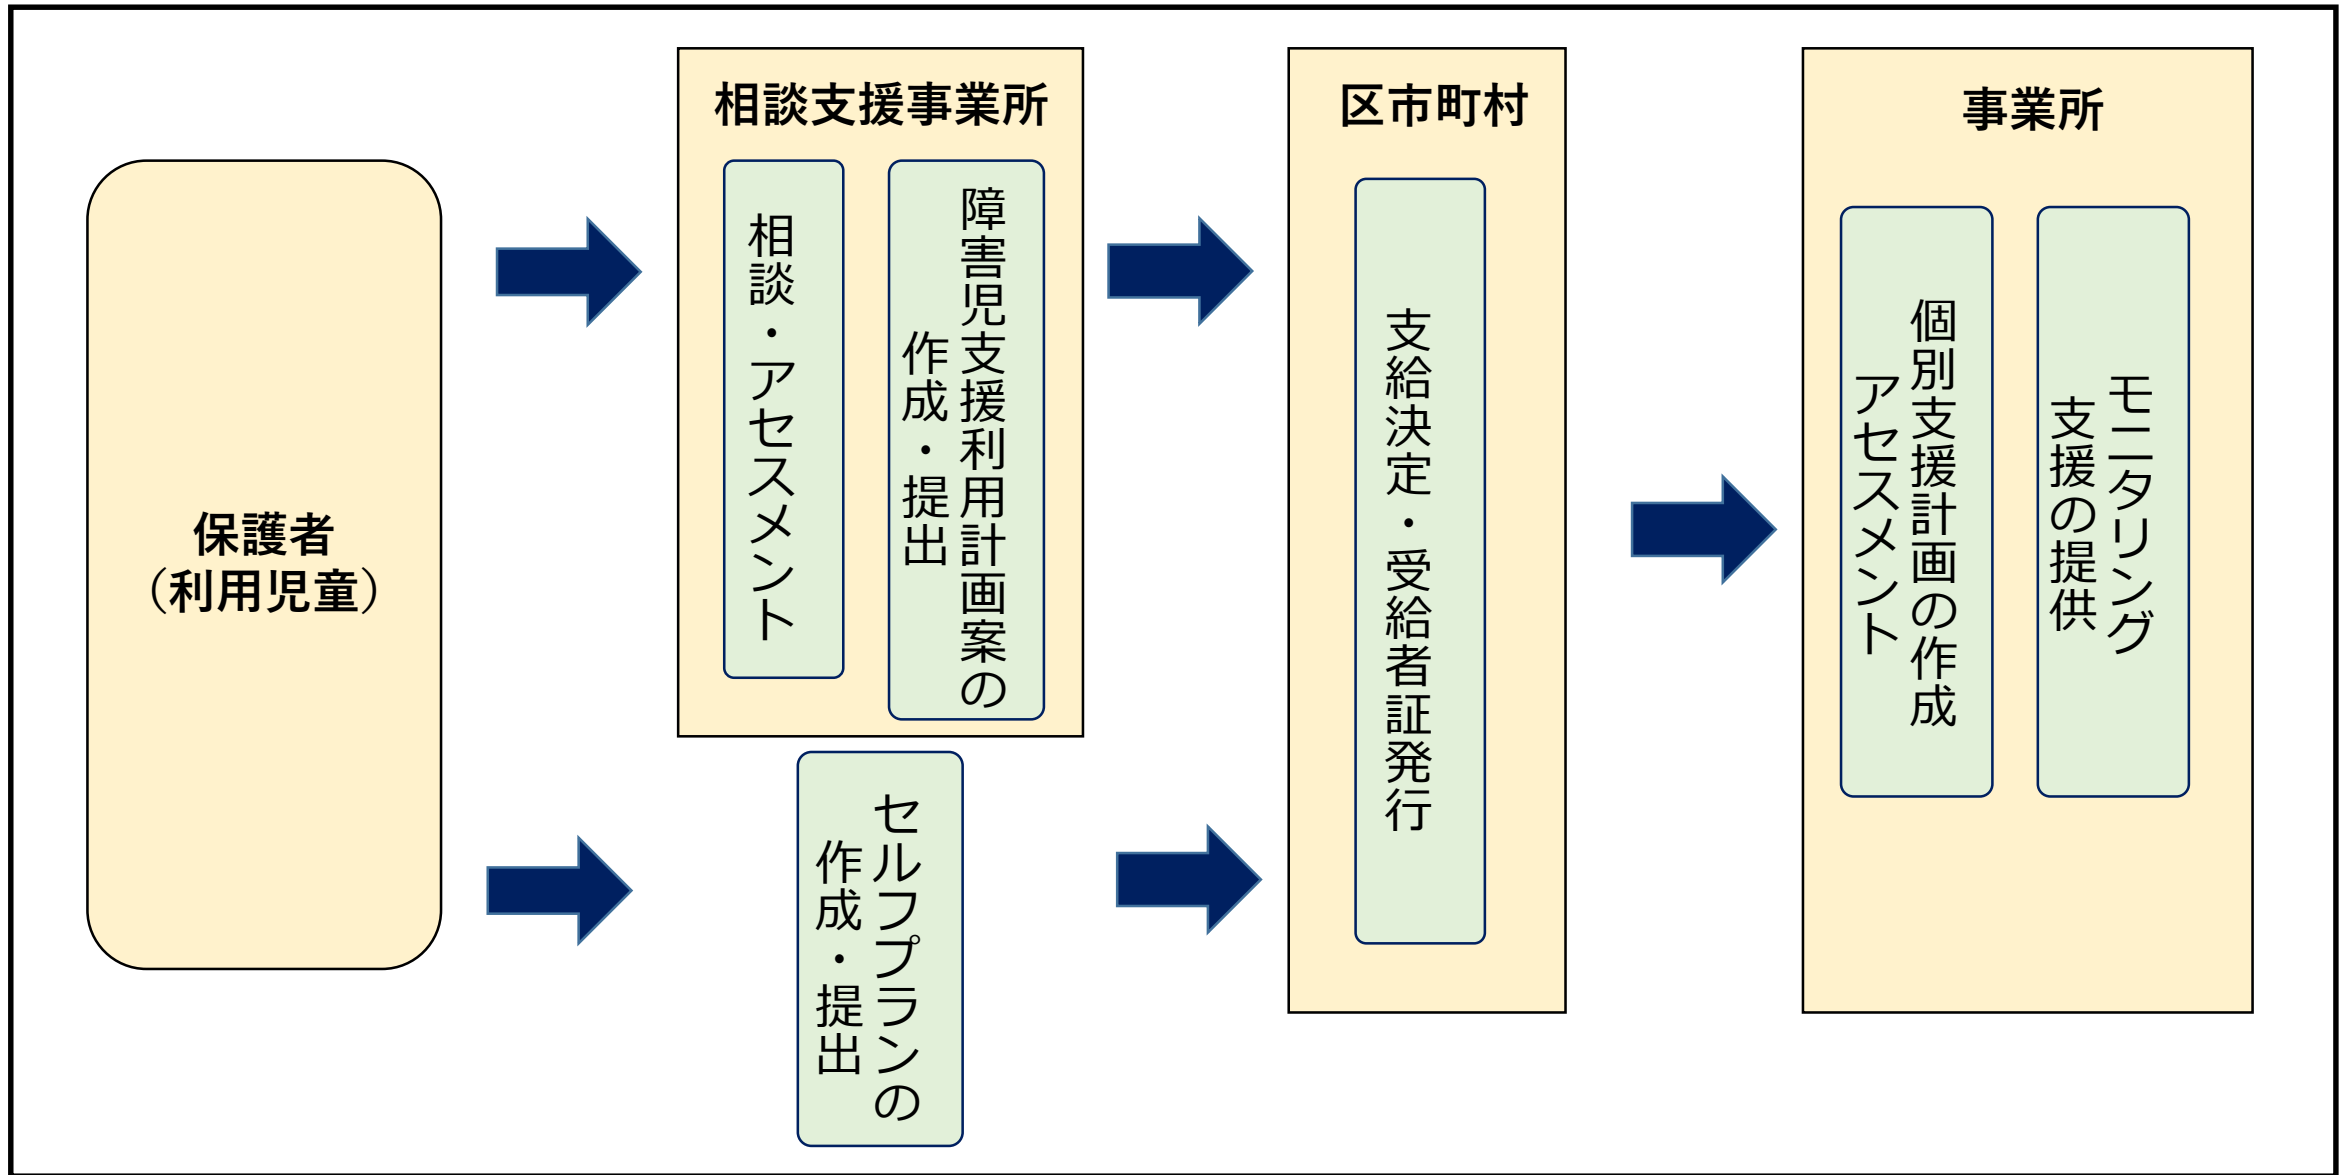 保護者
（利用児童）
相談支援事業所
相談・アセスメント
障害児支援利用計画案の
作成・提出
セルフプランの
作成・提出
区市町村
支給決定・受給者証発行
事業所
個別支援計画の作成
アセスメント
モニタリング
支援の提供